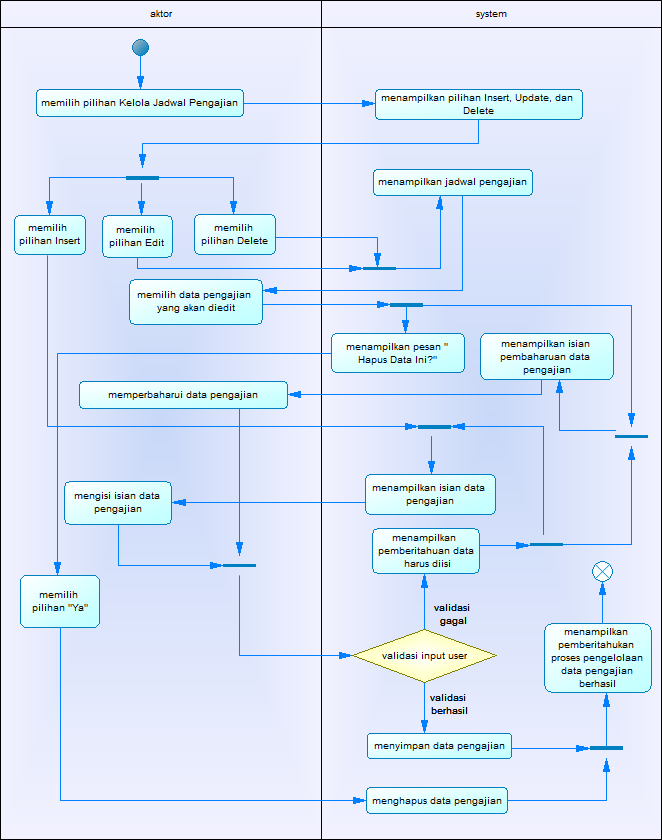 aktor
system
memilih pilihan Kelola Jadwal Pengajian
menampilkan pilihan Insert, Update, dan
Delete
menampilkan jadwal pengajian
memilih
pilihan Insert
memilih
pilihan Edit
memilih
pilihan Delete
memilih data pengajian
yang akan diedit
menampilkan pesan "
Hapus Data Ini?"
menampilkan isian
pembaharuan data
pengajian
memperbaharui data pengajian
mengisi isian data
pengajian
menampilkan isian data
pengajian
menampilkan
pemberitahuan data
harus diisi
memilih
pilihan "Ya"
validasi
gagal
validasi input user
menampilkan
pemberitahukan
proses pengelolaan
data pengajian
berhasil
validasi
berhasil
menyimpan data pengajian
menghapus data pengajian